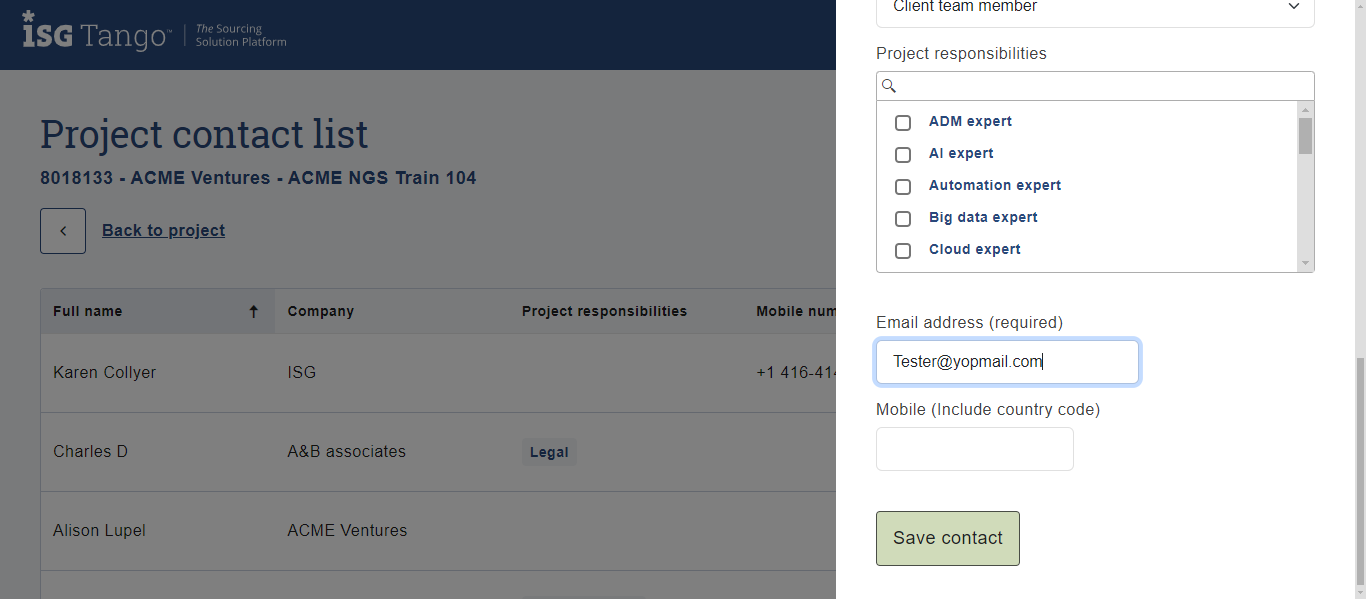 ISG Tango™ The Sourcing
Solution Platform
Project contact list
8018133 - ACME Ventures - ACME NGS Train 104
Back to project
Full name Company Project responsibilities Mobile num
Karen Collyer ISG +1 416-414
Charles D A&B associates Legal
Alison Lupel ACME Ventures
Client team member
Project responsibilities
ADM expert
AI expert
Automation expert
Big data expert
Cloud expert
Email address (required)
Tester@yopmail.com
Mobile (Include country code)
Save contact